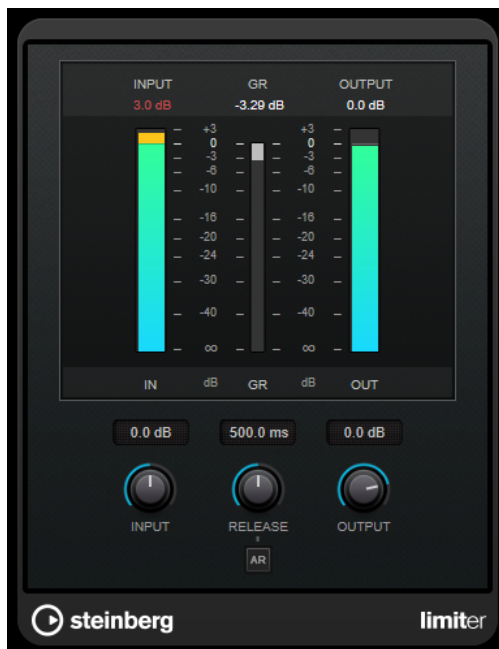 INPUT GR OUTPUT
3.0 dB -3.29 dB 0.0 dB
+3 +3
0 0
-3 -3
-6 -6
-10 -10
-16 -16
-20 -20
-24 -24
-30 -30
-40 -40
∞ ∞
IN dB GR dB OUT
0.0 dB 500.0 ms 0.0 dB
INPUT RELEASE OUTPUT
AR
steinberg limiter